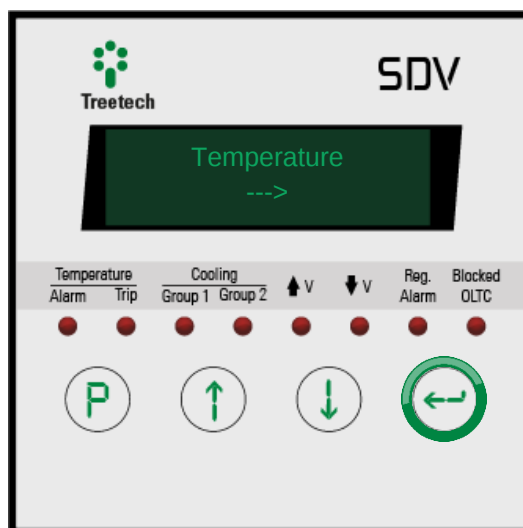 Treetech
SDV
Temperature
--->
Temperature Cooling
Alarm Trip Group 1 Group 2 V V Reg. Alarm Blocked OLTC
P